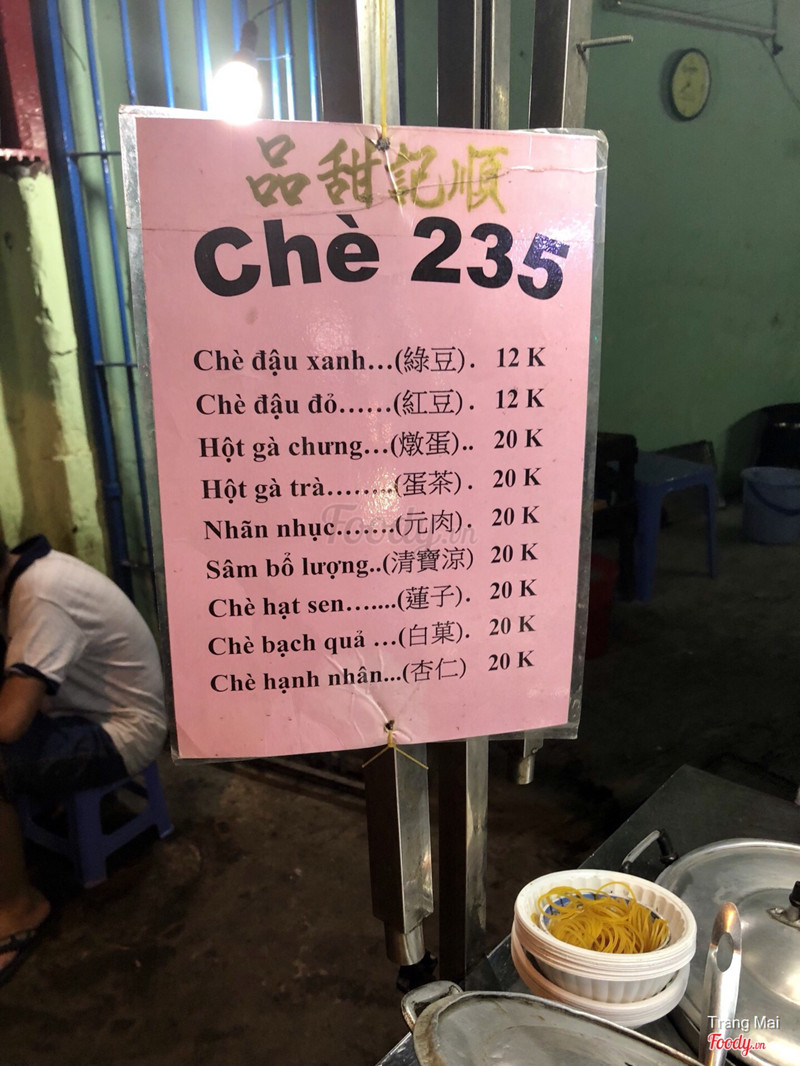 品甜記順
Chè 235
Chè đậu xanh...(綠豆). 12 K
Chè đậu đỏ......(紅豆). 12 K
Hột gà chưng...(燉蛋).. 20 K
Hột gà trà.........(蛋茶). 20 K
Nhãn nhục.......(元肉). 20 K
Sâm bổ lượng..(清寶涼) 20 K
Chè hạt sen.......(蓮子). 20 K
Chè bạch quả ...(白菓). 20 K
Chè hạnh nhân...(杏仁) 20 K
Foody.vn
Trang Mai
Foody.vn